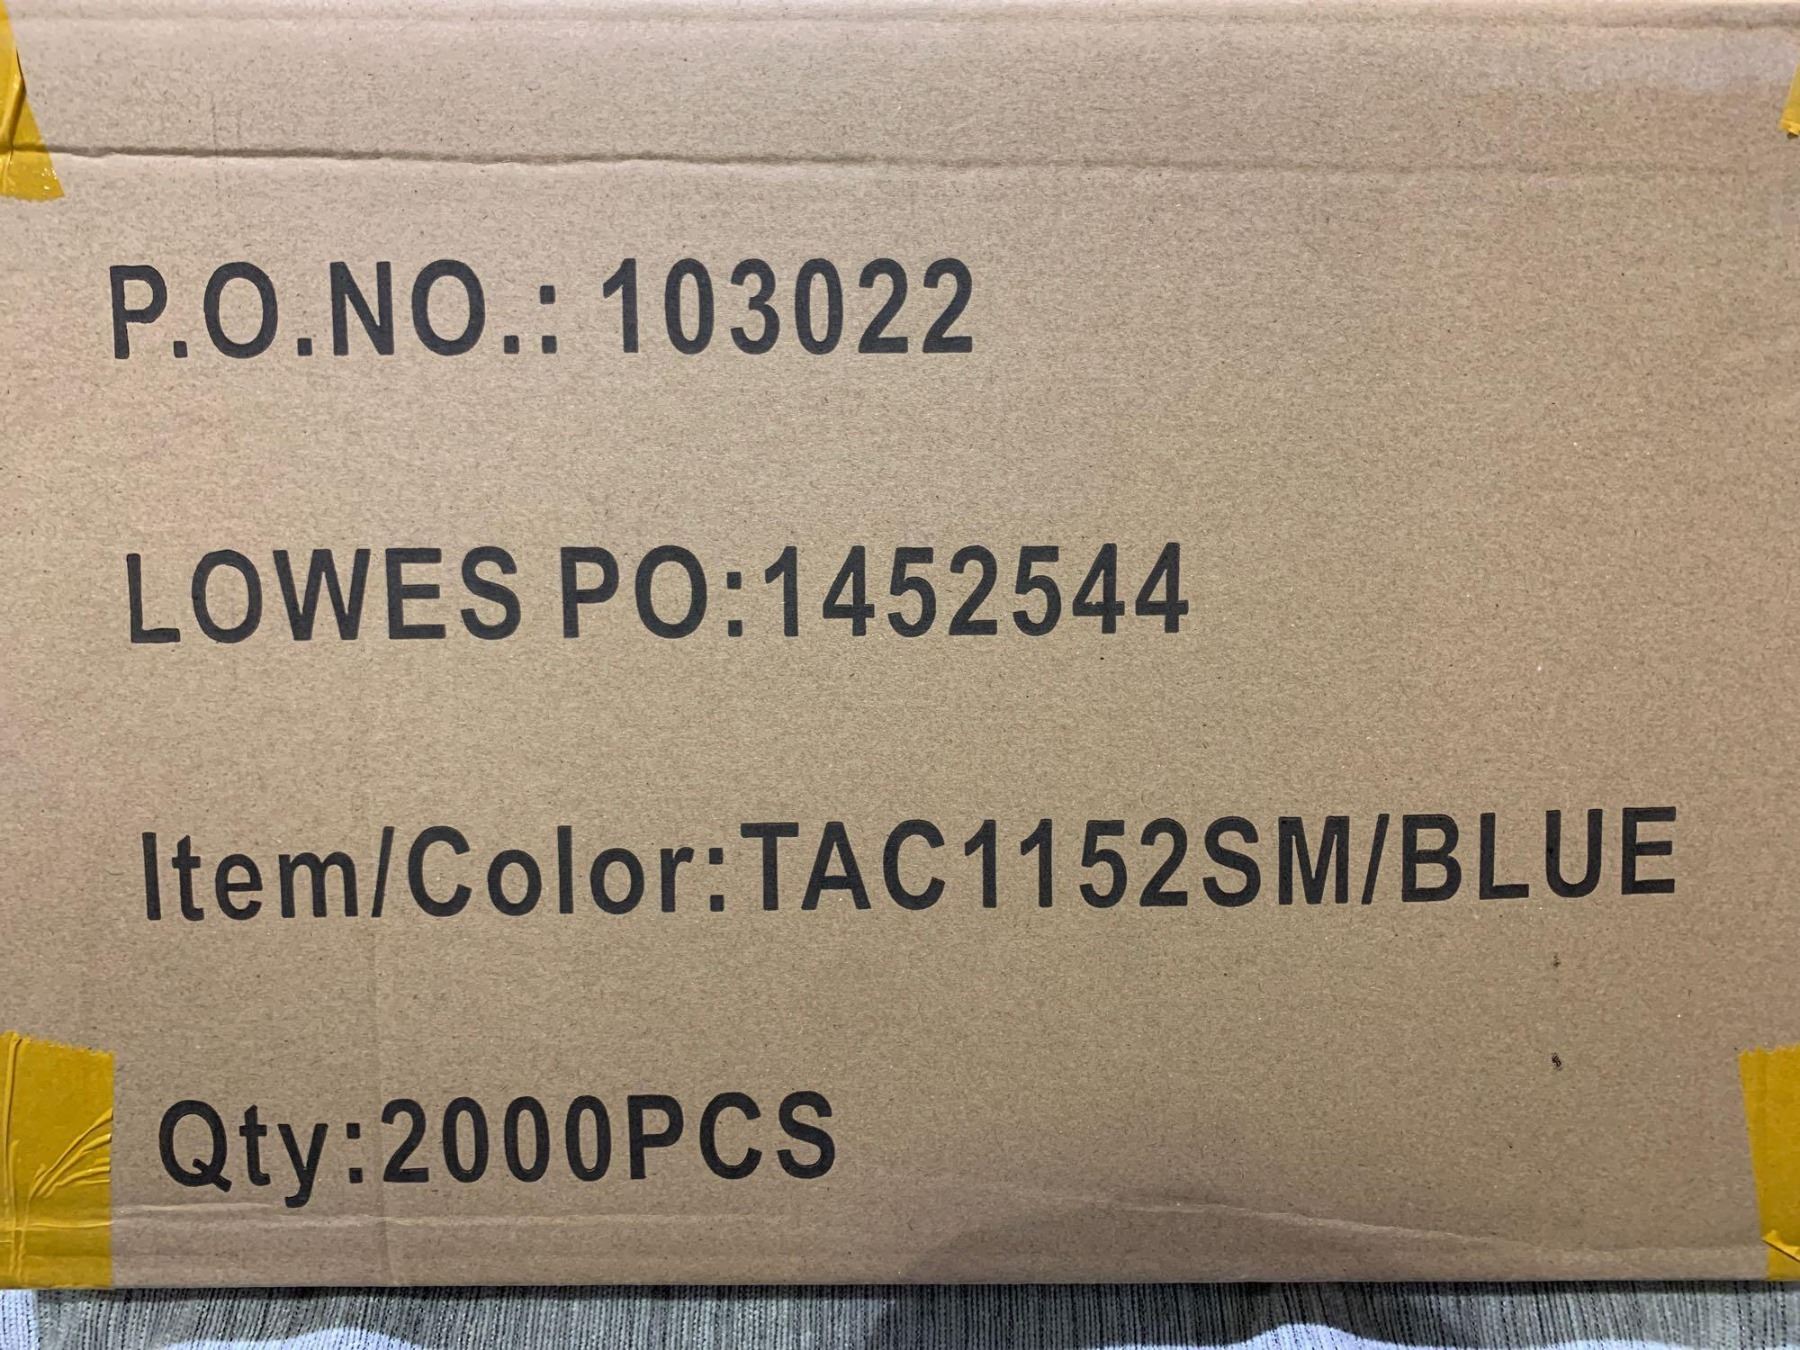 P.O.NO.: 103022
LOWES PO:1452544
Item/Color:TAC1152SM/BLUE
Qty:2000PCS